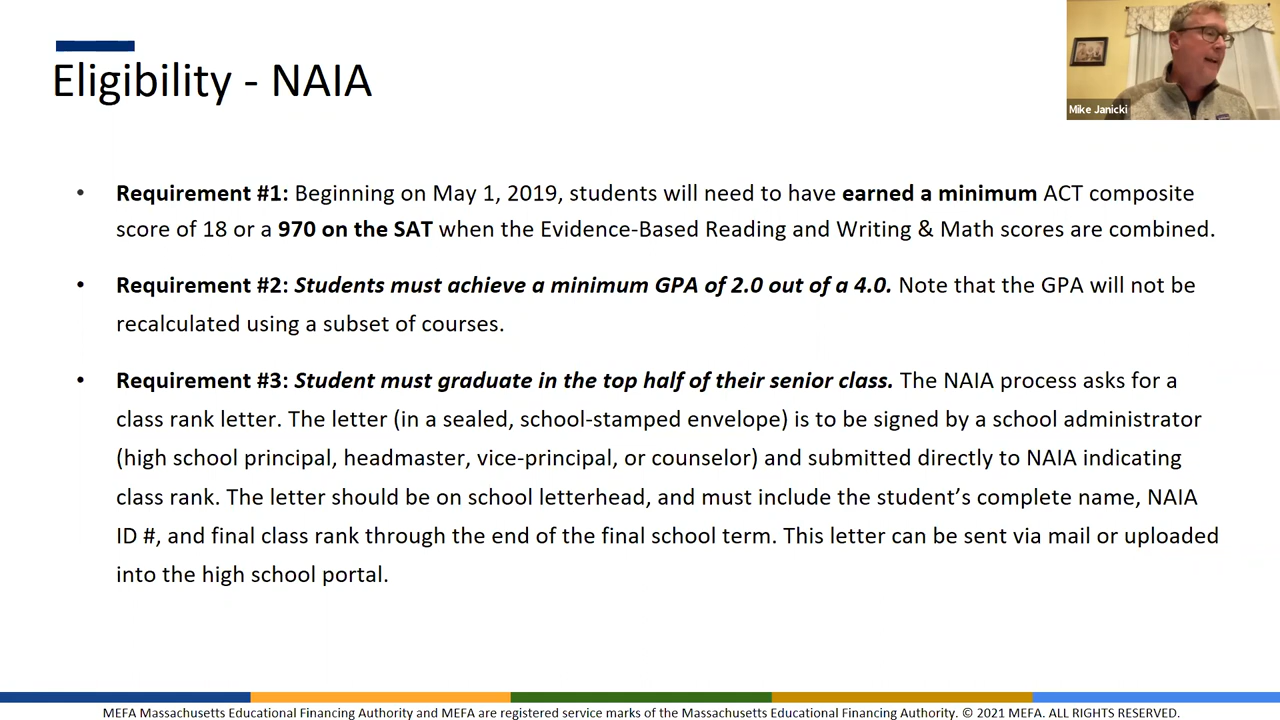 Eligibility - NAIA
Mike Janicki
• Requirement #1: Beginning on May 1, 2019, students will need to have earned a minimum ACT composite
score of 18 or a 970 on the SAT when the Evidence-Based Reading and Writing & Math scores are combined.
• Requirement #2: Students must achieve a minimum GPA of 2.0 out of a 4.0. Note that the GPA will not be
recalculated using a subset of courses.
• Requirement #3: Student must graduate in the top half of their senior class. The NAIA process asks for a
class rank letter. The letter (in a sealed, school-stamped envelope) is to be signed by a school administrator
(high school principal, headmaster, vice-principal, or counselor) and submitted directly to NAIA indicating
class rank. The letter should be on school letterhead, and must include the student’s complete name, NAIA
ID #, and final class rank through the end of the final school term. This letter can be sent via mail or uploaded
into the high school portal.
MEFA Massachusetts Educational Financing Authority and MEFA are registered service marks of the Massachusetts Educational Financing Authority. © 2021 MEFA. ALL RIGHTS RESERVED.